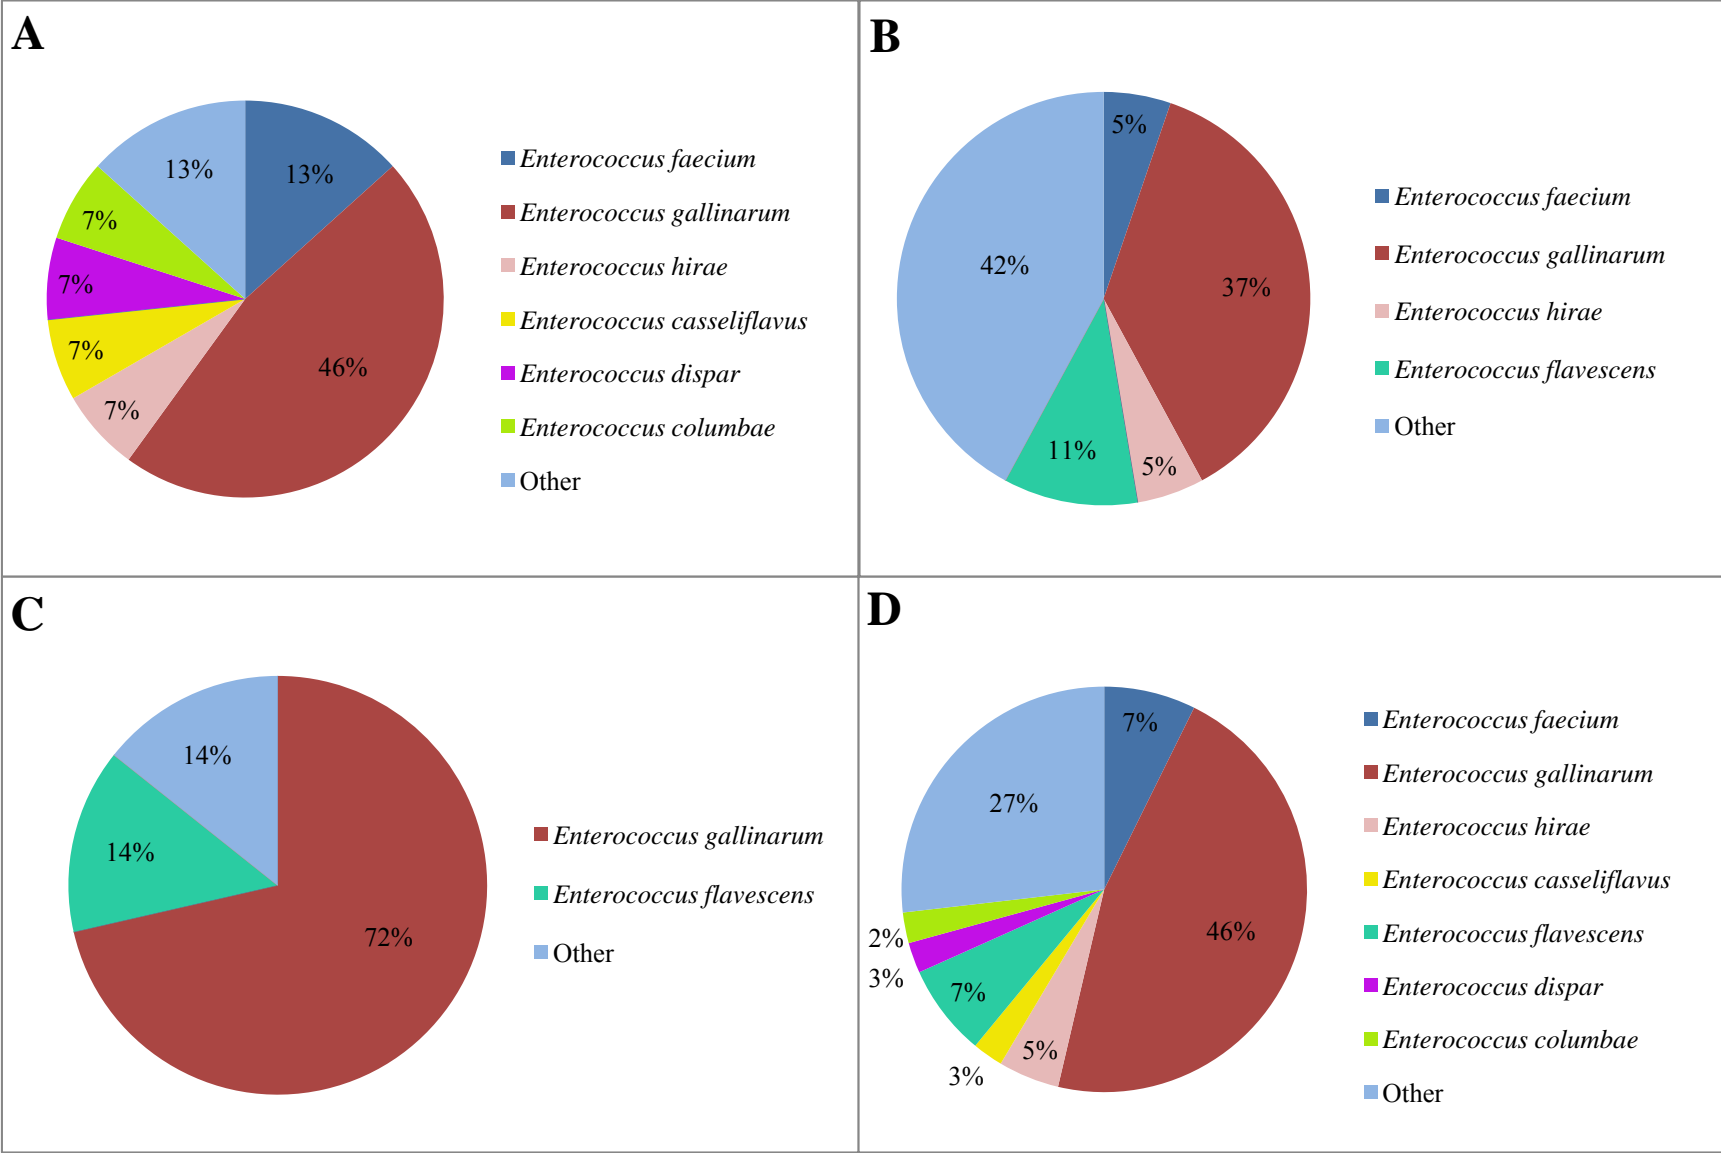 A
13%
13%
7%
7%
7%
7%
46%
Enterococcus faecium
Enterococcus gallinarum
Enterococcus hirae
Enterococcus casseliflavus
Enterococcus dispar
Enterococcus columbae
Other
B
5%
42%
37%
11%
5%
Enterococcus faecium
Enterococcus gallinarum
Enterococcus hirae
Enterococcus flavescens
Other
C
14%
14%
72%
Enterococcus gallinarum
Enterococcus flavescens
Other
D
7%
27%
46%
2%
3%
7%
5%
3%
Enterococcus faecium
Enterococcus gallinarum
Enterococcus hirae
Enterococcus casseliflavus
Enterococcus flavescens
Enterococcus dispar
Enterococcus columbae
Other